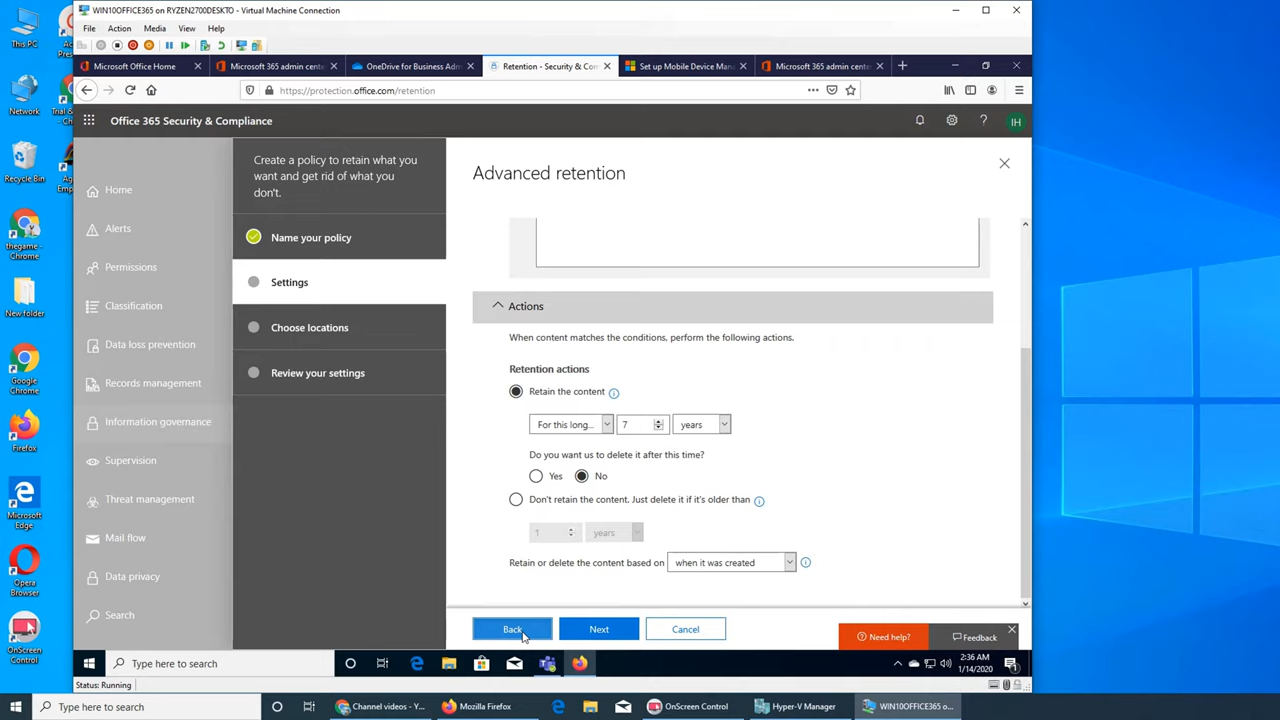 WIN10OFFICE365 on RYZEN2700DESKTO - Virtual Machine Connection
File Action Media View Help
Microsoft Office Home
Microsoft 365 admin cente
OneDrive for Business Adm
Retention - Security & Com
Set up Mobile Device Man
Microsoft 365 admin cente
https://protection.office.com/retention
Office 365 Security & Compliance
IH
Home
Alerts
Permissions
Classification
Data loss prevention
Records management
Information governance
Supervision
Threat management
Mail flow
Data privacy
Search
Create a policy to retain what you
want and get rid of what you
don't.
Name your policy
Settings
Choose locations
Review your settings
Advanced retention
Actions
When content matches the conditions, perform the following actions.
Retention actions
Retain the content
For this long... 7 years
Do you want us to delete it after this time?
Yes No
Don't retain the content. Just delete it if it's older than
1 years
Retain or delete the content based on when it was created
Back Next Cancel
Need help? Feedback
Type here to search
2:36 AM
1/14/2020
Status: Running
This PC
Network
Recycle Bin
thegame -
Chrome
New folder
Google
Chrome
Firefox
Microsoft
Edge
Opera
Browser
OnScreen
Control
Type here to search
Channel videos - Y...
Mozilla Firefox
OnScreen Control
Hyper-V Manager
WIN10OFFICE365 o...